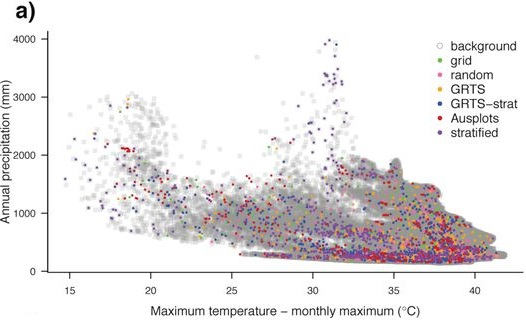 a)
Annual precipitation (mm)
4000
3000
2000
1000
0
15 20 25 30 35 40
Maximum temperature − monthly maximum (°C)
background
grid
random
GRTS
GRTS−strat
Ausplots
stratified